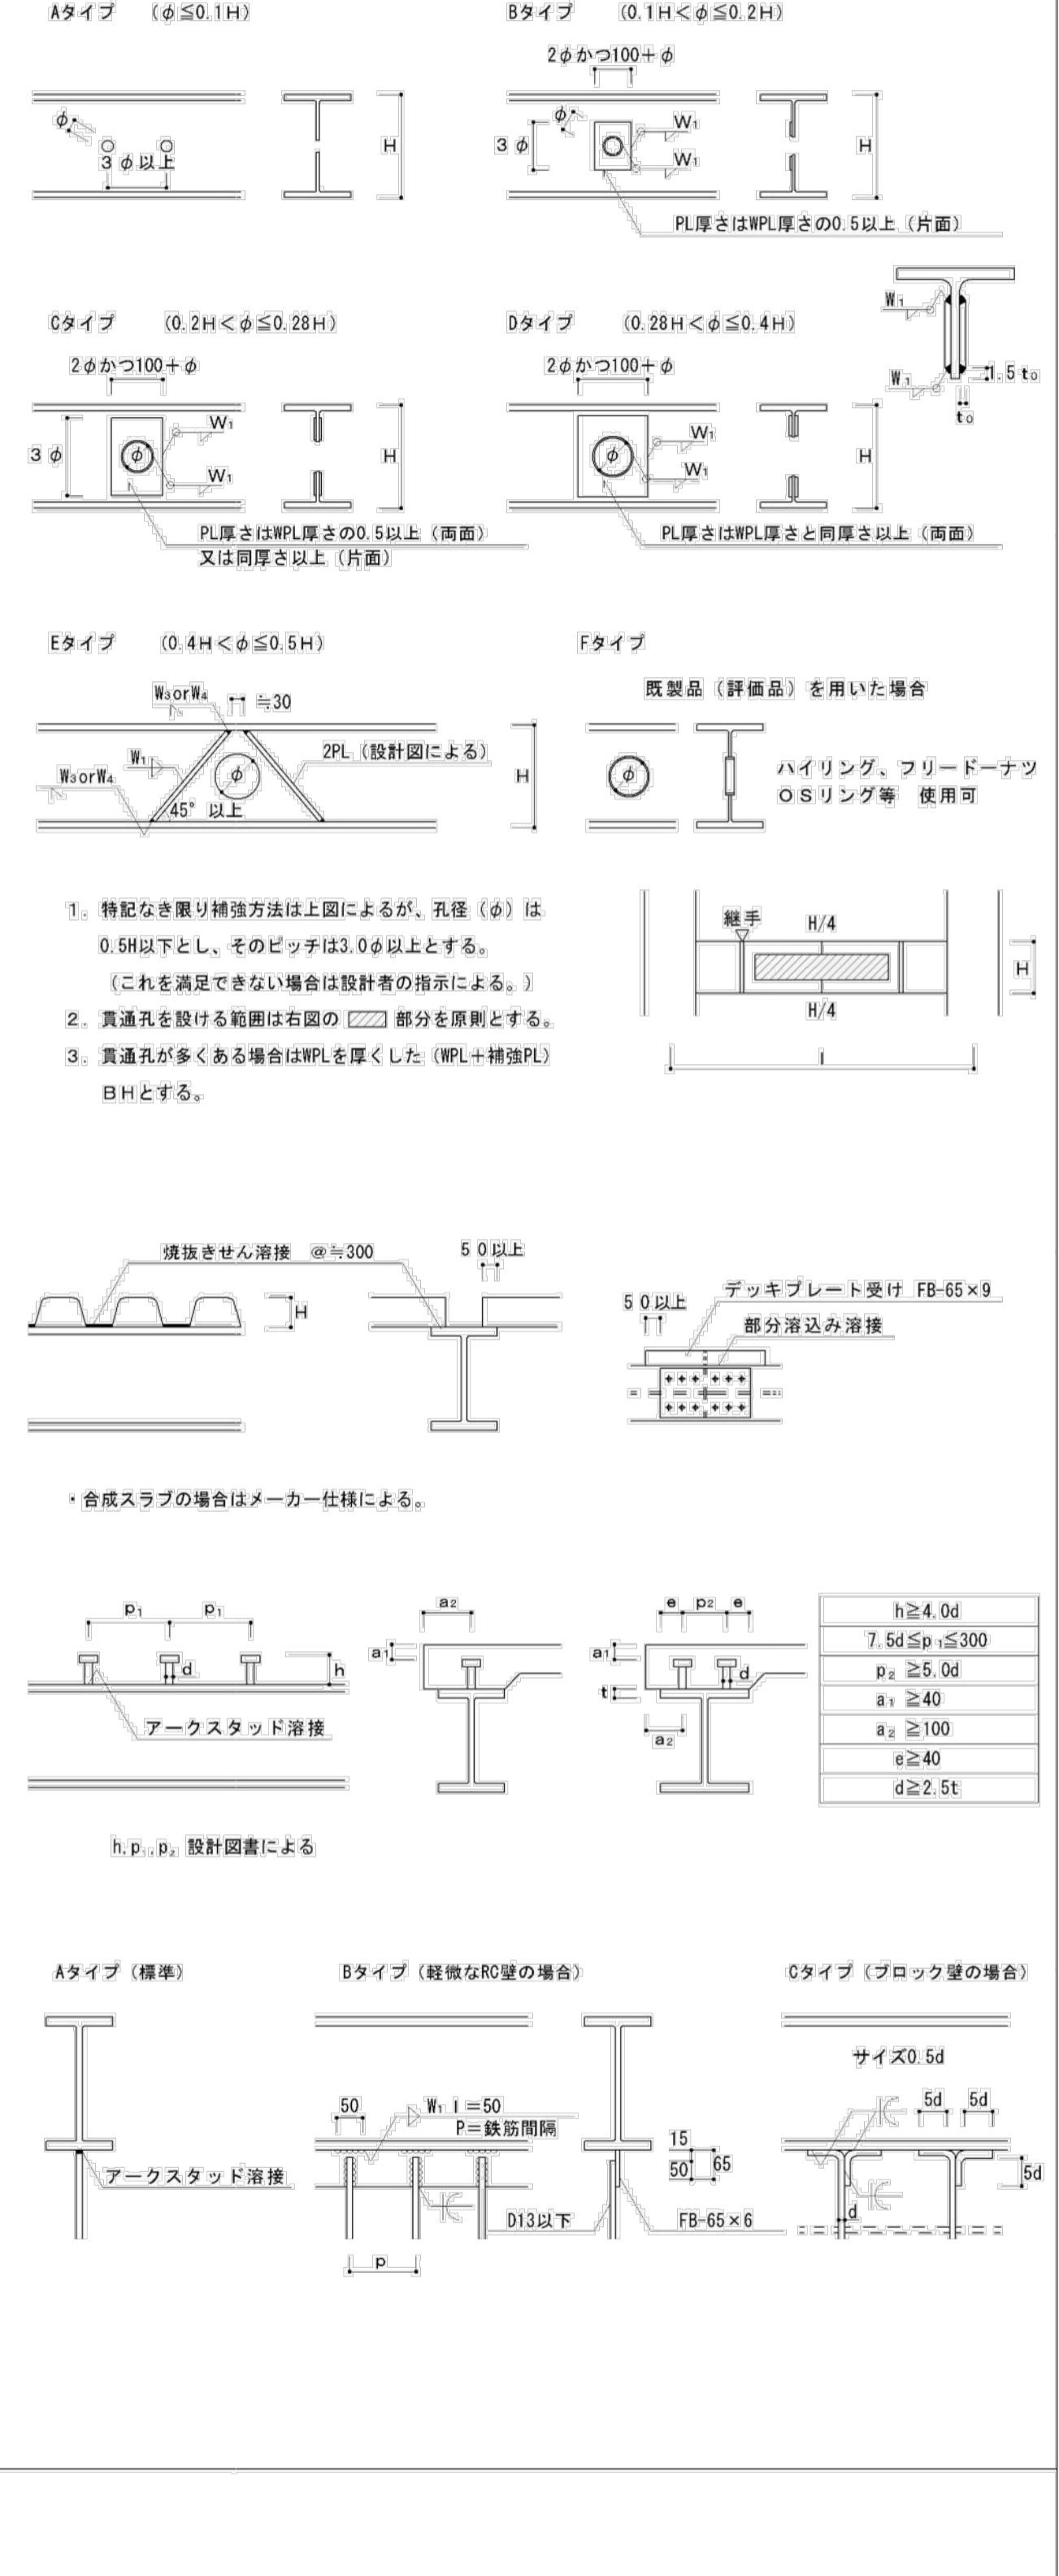 Aタイプ (φ≦0.1H)
Bタイプ (0.1H＜φ≦0.2H)
2φかつ100＋φ
φ
3φ以上
H
3φ
φ
W1
W1
H
PL厚さはWPL厚さの0.5以上（片面）
Cタイプ (0.2H＜φ≦0.28H)
Dタイプ (0.28H＜φ≦0.4H)
W1
W1
1.5t0
t0
2φかつ100＋φ
2φかつ100＋φ
3φ
φ
W1
W1
H
φ
W1
W1
H
PL厚さはWPL厚さの0.5以上（両面）
又は同厚さ以上（片面）
PL厚さはWPL厚さと同厚さ以上（両面）
Eタイプ (0.4H＜φ≦0.5H)
Fタイプ
既製品（評価品）を用いた場合
W3orW4
≒30
W1
W3orW4
φ
45° 以上
2PL（設計図による）
H
φ
ハイリング、フリードーナツ
OSリング等 使用可
1. 特記なき限り補強方法は上図によるが、孔径（φ）は
0.5H以下とし、そのピッチは3.0φ以上とする。
（これを満足できない場合は設計者の指示による。）
2. 貫通孔を設ける範囲は右図の 部分を原則とする。
3. 貫通孔が多くある場合はWPLを厚くした（WPL＋補強PL）
BHとする。
継手
H/4
H/4
H
l
焼抜きせん溶接 @≒300
50以上
H
50以上
デッキプレート受け FB-65×9
部分溶込み溶接
・合成スラブの場合はメーカー仕様による。
p1
p1
d
h
アークスタッド溶接
a2
a1
e
p2
e
a1
t
d
a2
h≧4.0d
7.5d≦p1≦300
p2 ≧5.0d
a1 ≧40
a2 ≧100
e≧40
d≧2.5t
h.p1,p2 設計図書による
Aタイプ（標準）
Bタイプ（軽微なRC壁の場合）
Cタイプ（ブロック壁の場合）
アークスタッド溶接
50
W1 l＝50
P＝鉄筋間隔
p
D13以下
15
50
65
FB-65×6
サイズ0.5d
5d
5d
5d
d